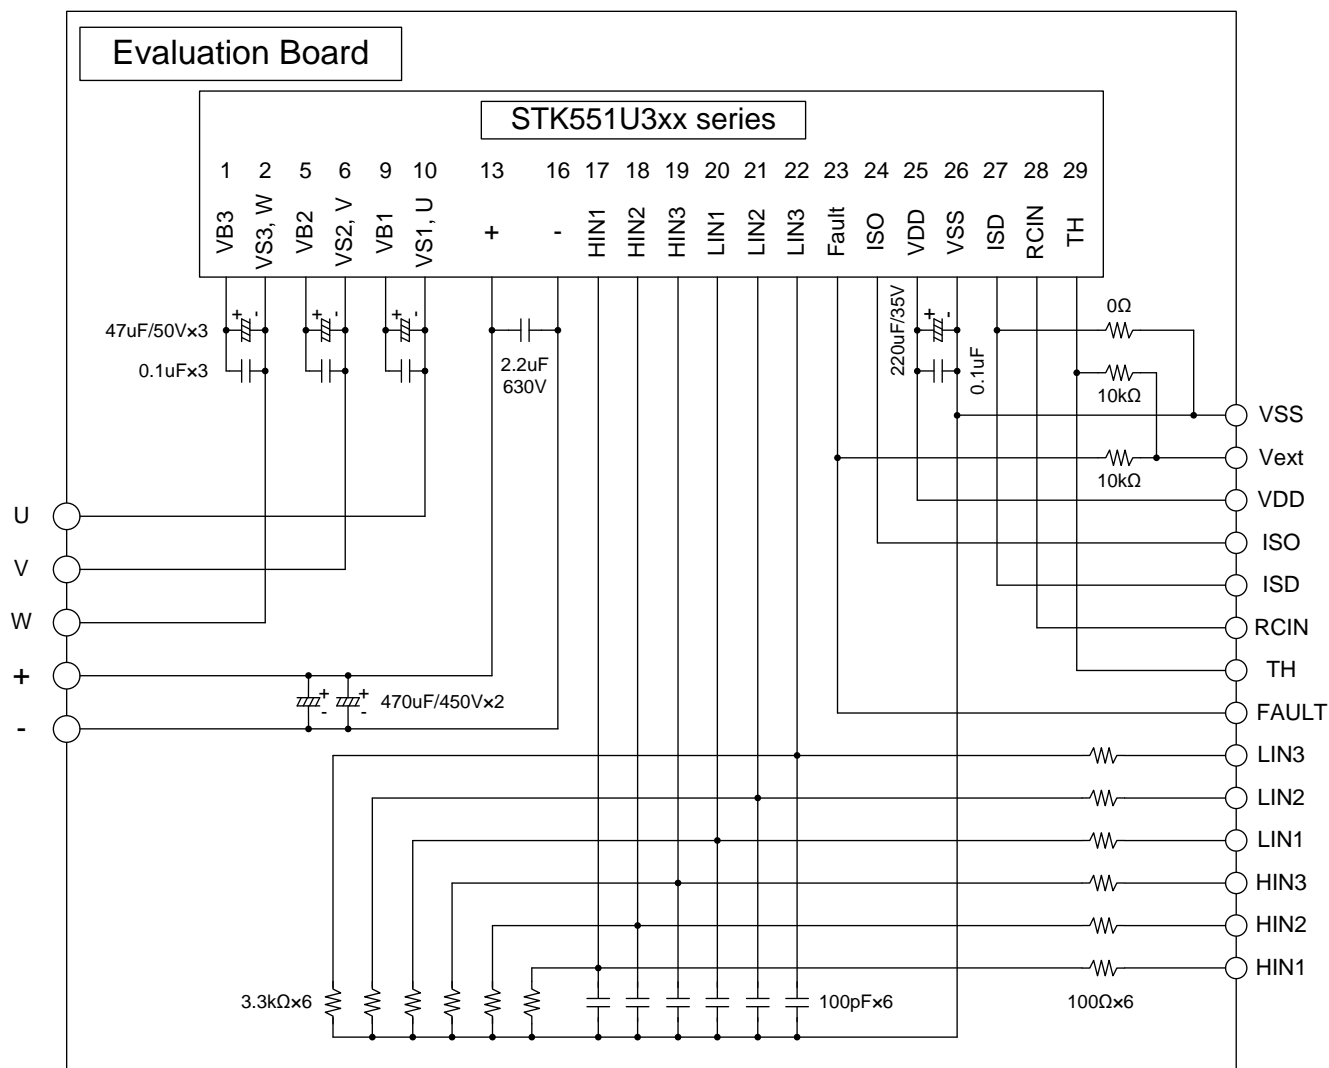 Evaluation Board
STK551U3xx series
1 2 5 6 9 10 13 16 17 18 19 20 21 22 23 24 25 26 27 28 29
VB3
VS3, W
VB2
VS2, V
VB1
VS1, U
+
-
HIN1
HIN2
HIN3
LIN1
LIN2
LIN3
Fault
ISO
VDD
VSS
ISD
RCIN
TH
+ - + - + - + -
47uF/50V×3
0.1uF×3
2.2uF
630V
220uF/35V
0.1uF
0Ω
10kΩ
10kΩ
VSS
Vext
VDD
ISO
ISD
RCIN
TH
FAULT
LIN3
LIN2
LIN1
HIN3
HIN2
HIN1
U
V
W
+
-
+ +
- -
470uF/450V×2
3.3kΩ×6
100pF×6
100Ω×6